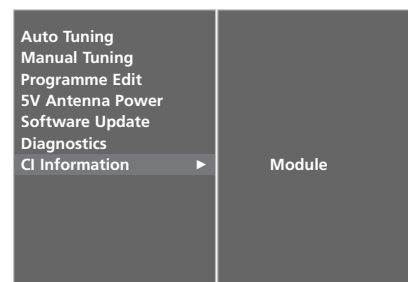 Auto Tuning
Manual Tuning
Programme Edit
5V Antenna Power
Software Update
Diagnostics
CI Information ► Module